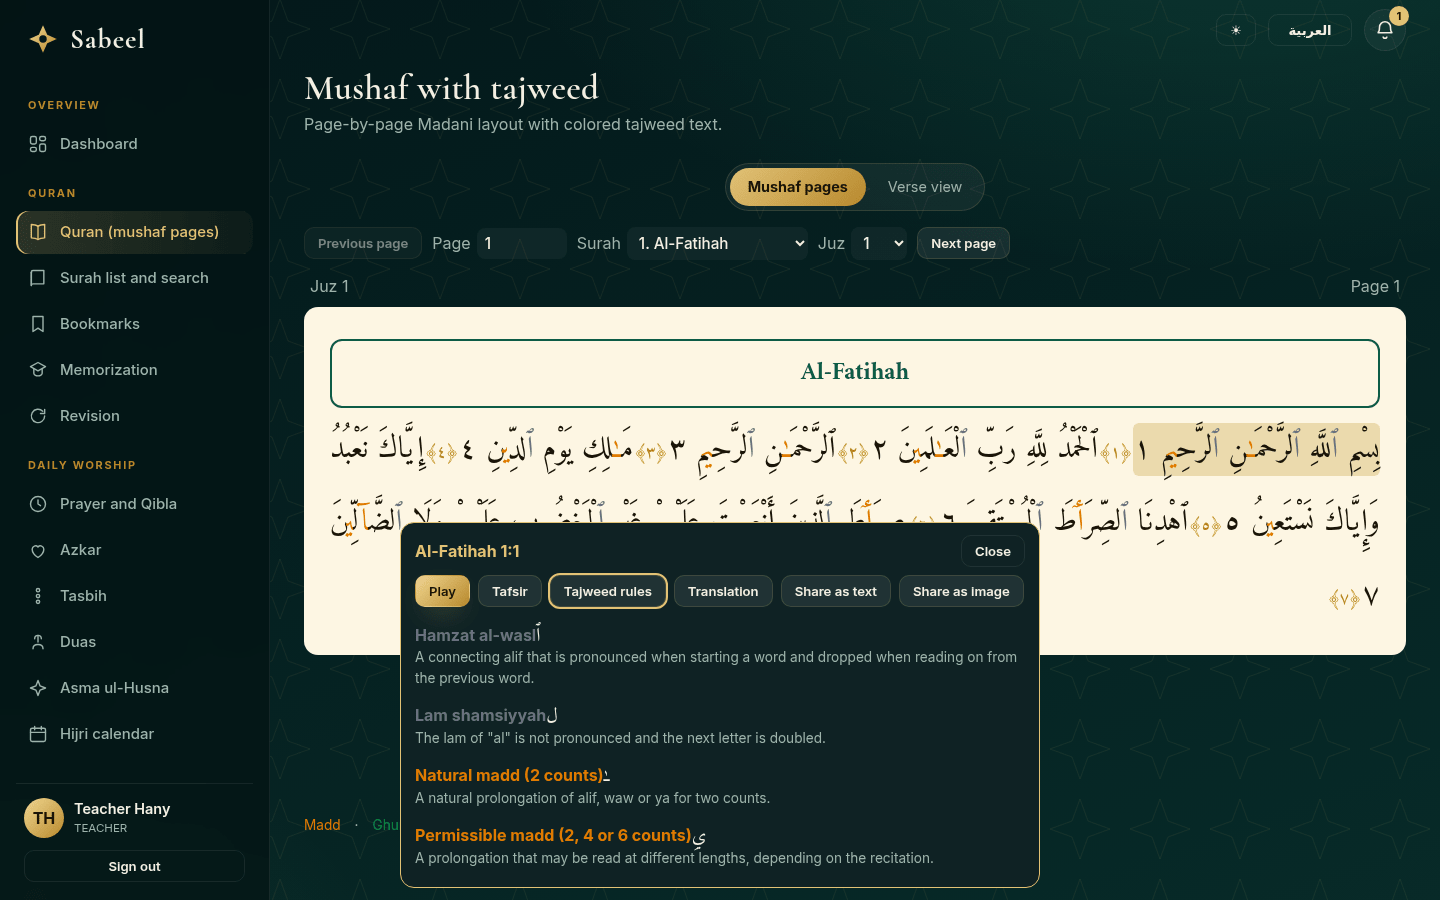 Sabeel
OVERVIEW
Dashboard
QURAN
Quran (mushaf pages)
Surah list and search
Bookmarks
Memorization
Revision
DAILY WORSHIP
Prayer and Qibla
Azkar
Tasbih
Duas
Asma ul-Husna
Hijri calendar
TH
Teacher Hany
TEACHER
Sign out
العربية
1
Mushaf with tajweed
Page-by-page Madani layout with colored tajweed text.
Mushaf pages
Verse view
Previous page
Page 1
Surah 1. Al-Fatihah
Juz 1
Next page
Juz 1
Page 1
Al-Fatihah
بِسْمِ ٱللَّهِ ٱلرَّحْمَـٰنِ ٱلرَّحِيمِ ١ ﴿١﴾ ٱلْحَمْدُ لِلَّهِ رَبِّ ٱلْعَـٰلَمِينَ ٢ ﴿٢﴾ ٱلرَّحْمَـٰنِ ٱلرَّحِيمِ ٣ ﴿٣﴾ مَـٰلِكِ يَوْمِ ٱلدِّينِ ٤ ﴿٤﴾ إِيَّاكَ نَعْبُدُ
وَإِيَّاكَ نَسْتَعِينُ ٥ ﴿٥﴾ ٱهْدِنَا ٱلصِّرَٰطَ وَلَا ٱلضَّآلِّينَ
٧ ﴿٧﴾
Al-Fatihah 1:1
Close
Play
Tafsir
Tajweed rules
Translation
Share as text
Share as image
Hamzat al-wasl ٱ
A connecting alif that is pronounced when starting a word and dropped when reading on from
the previous word.
Lam shamsiyyah ل
The lam of "al" is not pronounced and the next letter is doubled.
Natural madd (2 counts) ـٰ
A natural prolongation of alif, waw or ya for two counts.
Permissible madd (2, 4 or 6 counts) ي
A prolongation that may be read at different lengths, depending on the recitation.
Madd ·